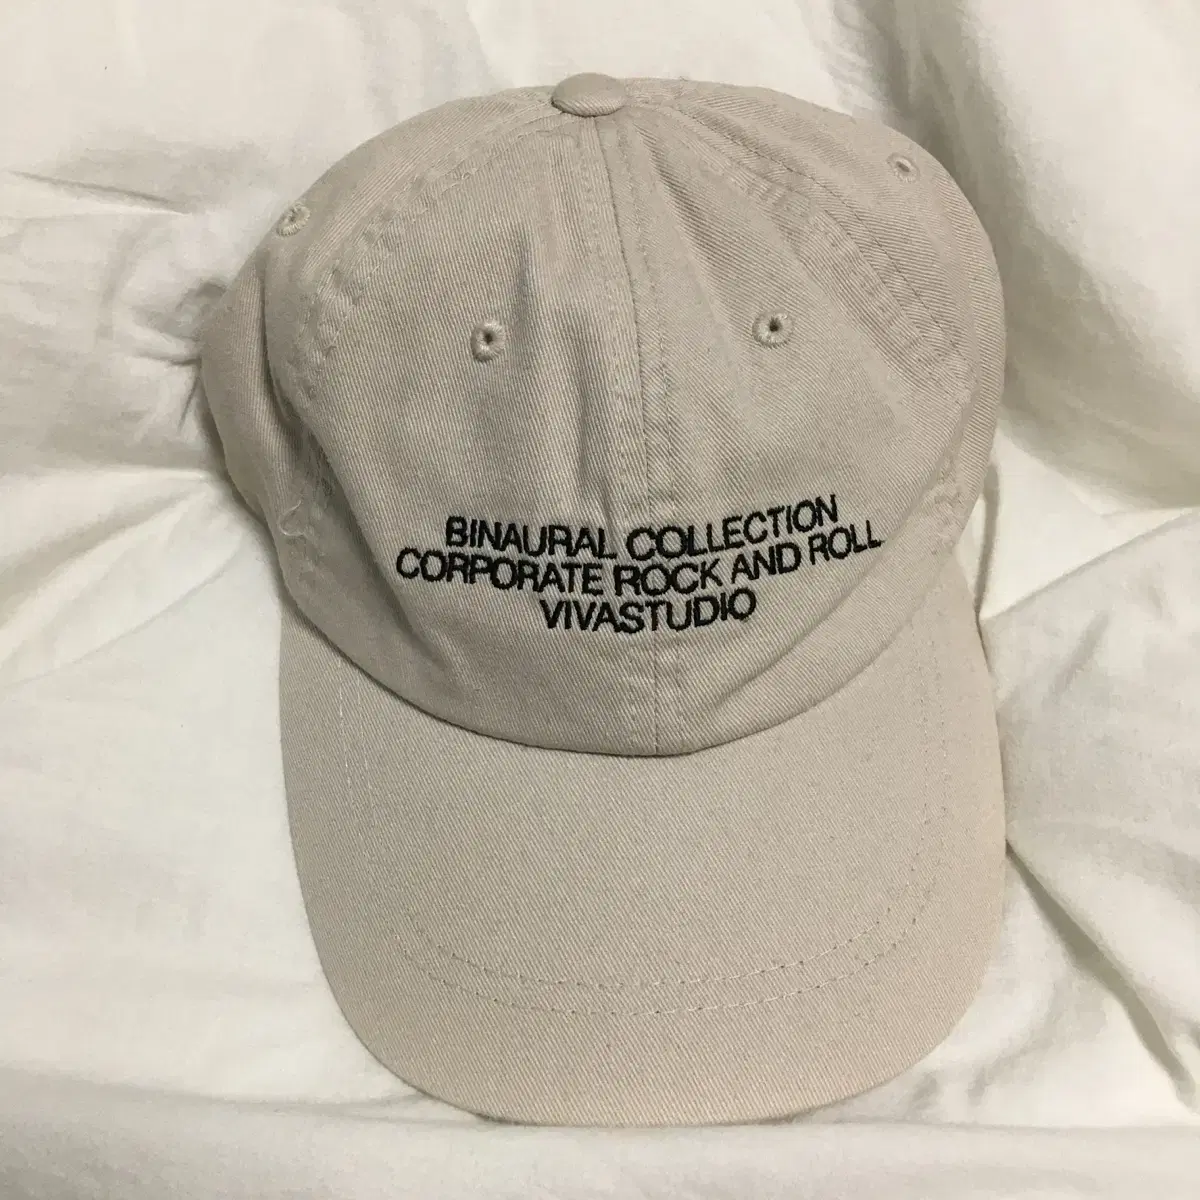 BINAURAL COLLECTION
CORPORATE ROCK AND ROLL
VIVASTUDIO